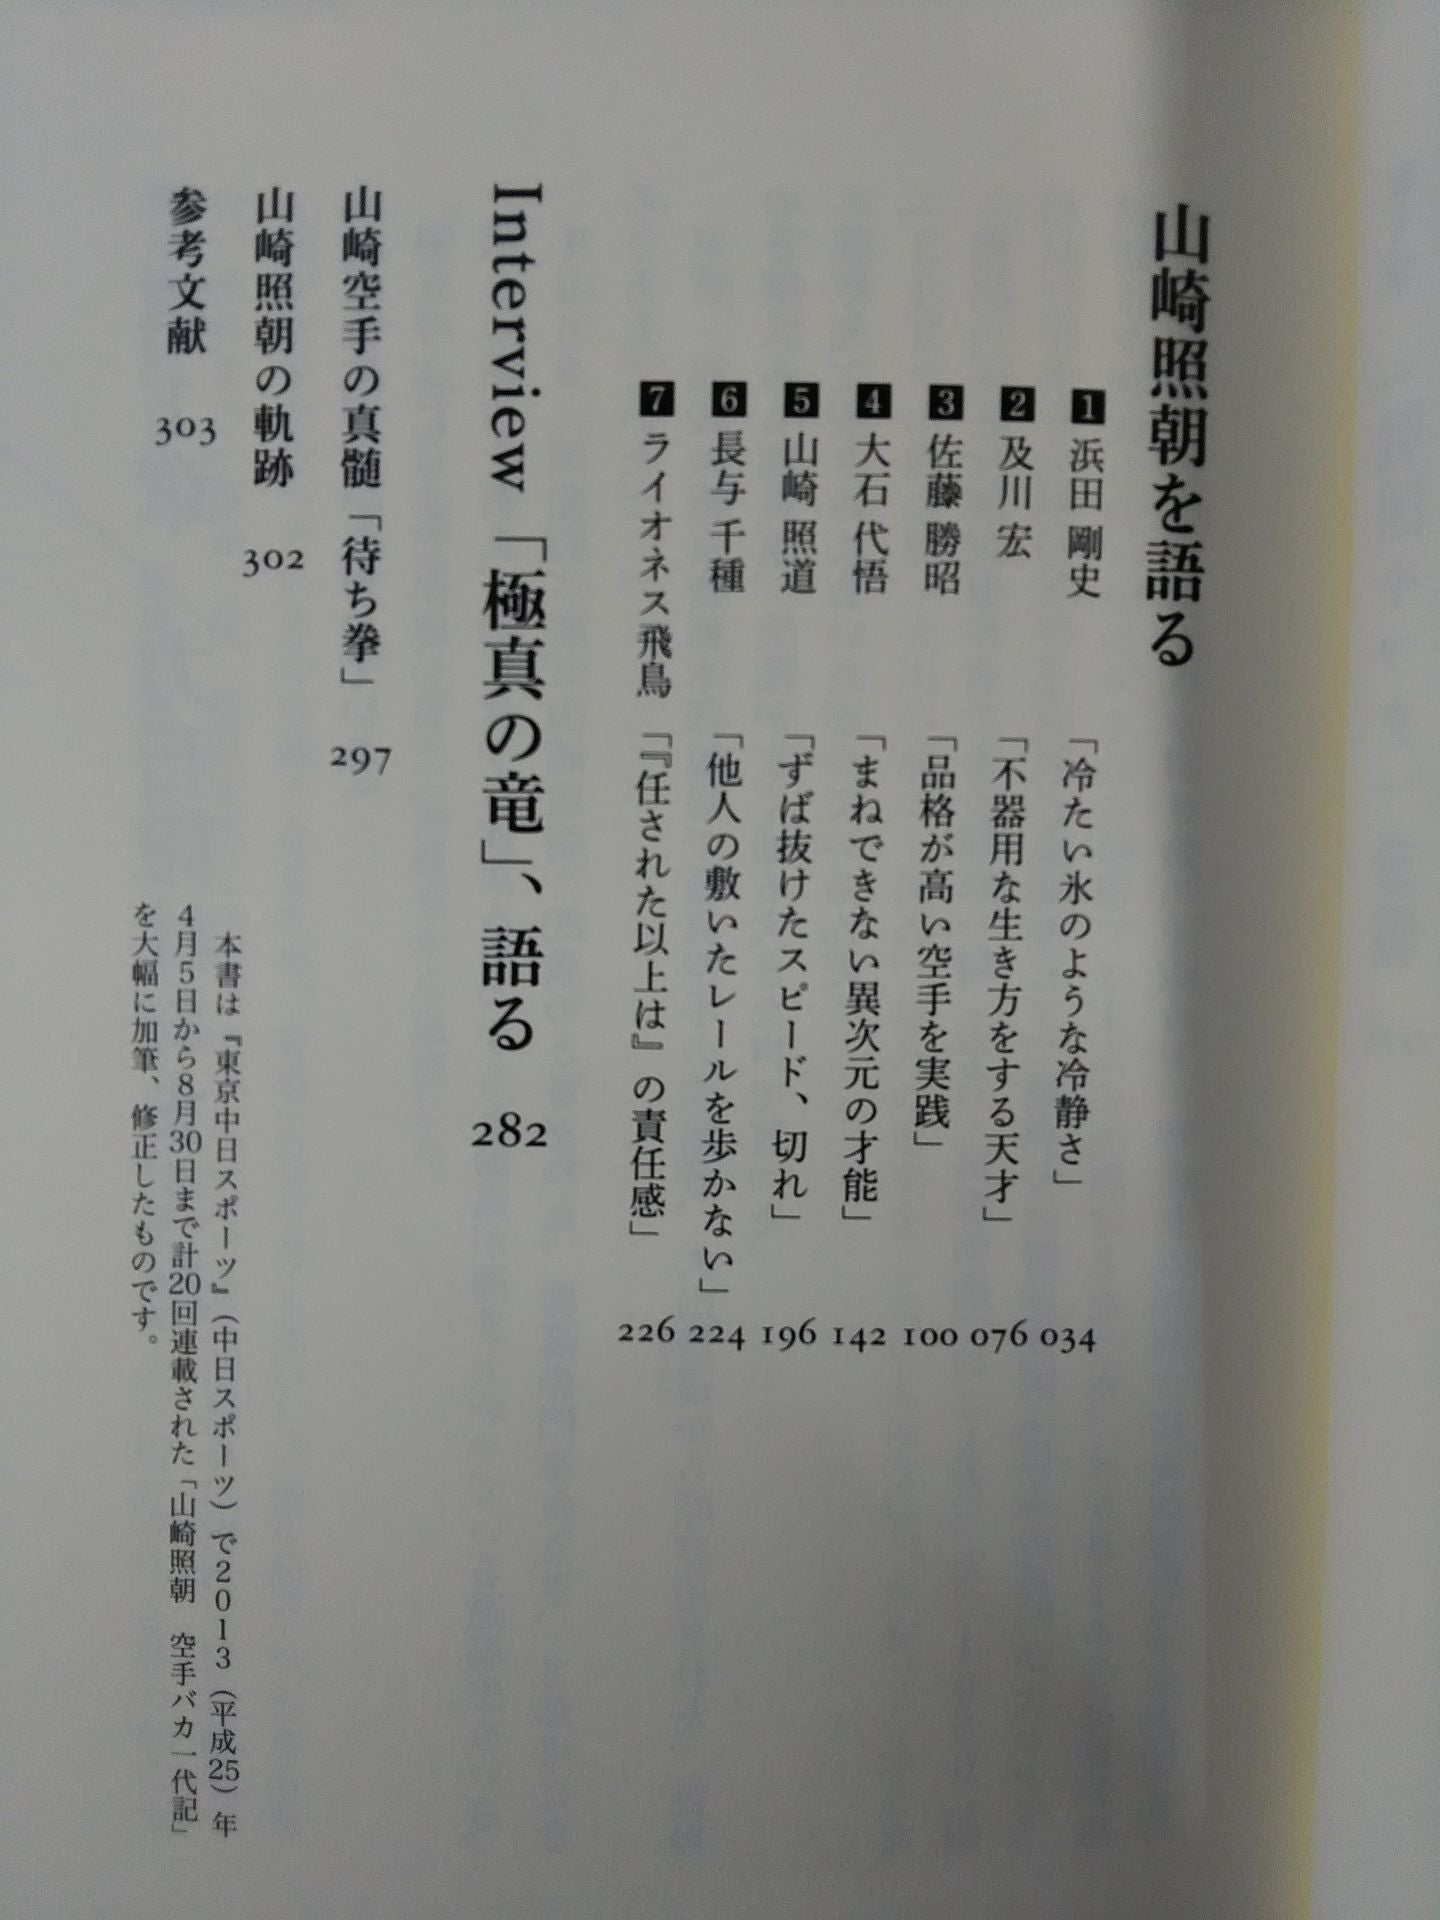 山崎照朝を語る
1 浜田 剛史 「冷たい氷のような冷静さ」 034
2 及川 宏 「不器用な生き方をする天才」 076
3 佐藤 勝昭 「品格が高い空手を実践」 100
4 大石 代悟 「まねできない異次元の才能」 142
5 山崎 照道 「ずば抜けたスピード、切れ」 196
6 長与 千種 「他人の敷いたレールを歩かない」 224
7 ライオネス飛鳥 「『任された以上は』の責任感」 226
Interview「極真の竜」、語る 282
山崎空手の真髄「待ち拳」 297
山崎照朝の軌跡 302
参考文献 303
本書は『東京中日スポーツ』(中日スポーツ)で2013(平成25)年
4月5日から8月30日まで計20回連載された「山崎照朝 空手バカ一代記」
を大幅に加筆、修正したものです。